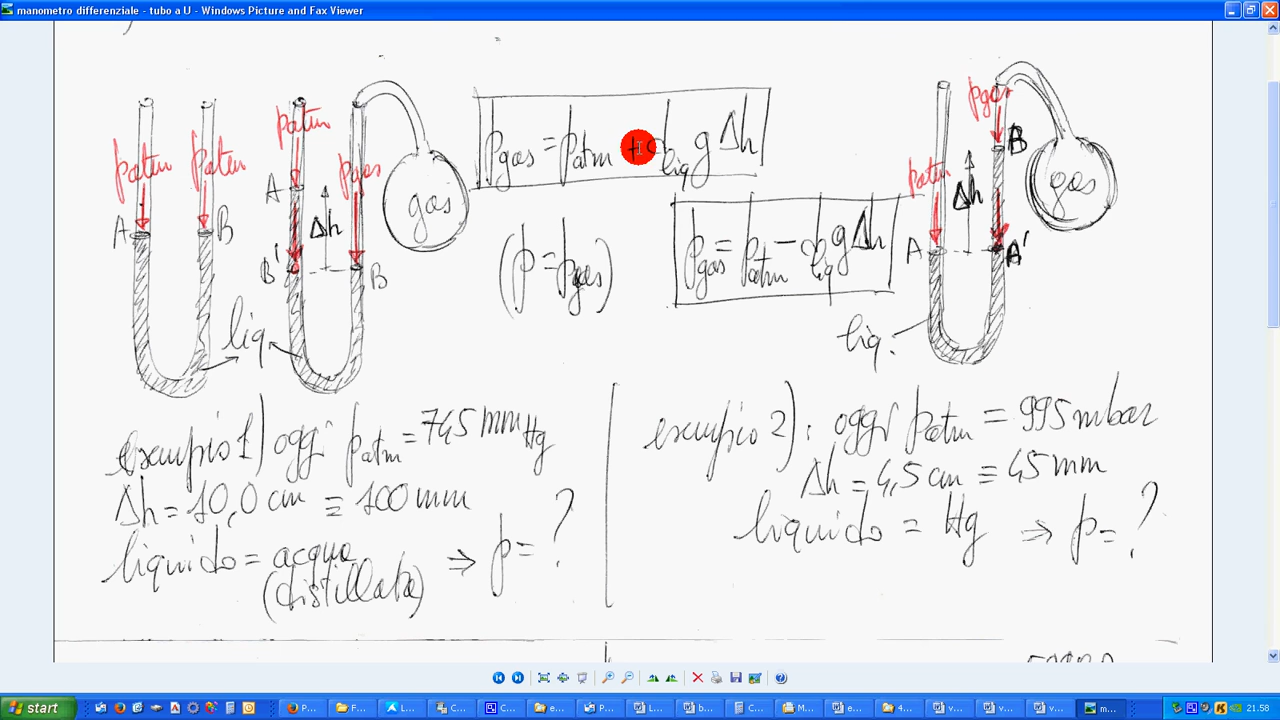 manometro differenziale - tubo a U - Windows Picture and Fax Viewer
patm
patm
A
B
patm
pgas
A
Δh
B'
B
gas
liq.
pgas = patm + dliq g Δh
(p = pgas)
pgas = patm - dliq g Δh
pgas
B
patm
Δh
gas
A
A'
liq.
esempio 1) oggi patm = 745 mmHg
Δh = 10,0 cm ≡ 100 mm
liquido = acqua ⇒ p = ?
(distillata)
esempio 2): oggi patm = 995 mbar
Δh = 4,5 cm ≡ 45 mm
liquido = Hg ⇒ p = ?
start
P...
F...
e...
L...
C...
C...
e...
P...
L...
b...
C...
M...
e...
4...
v...
v...
v...
m...
21.58